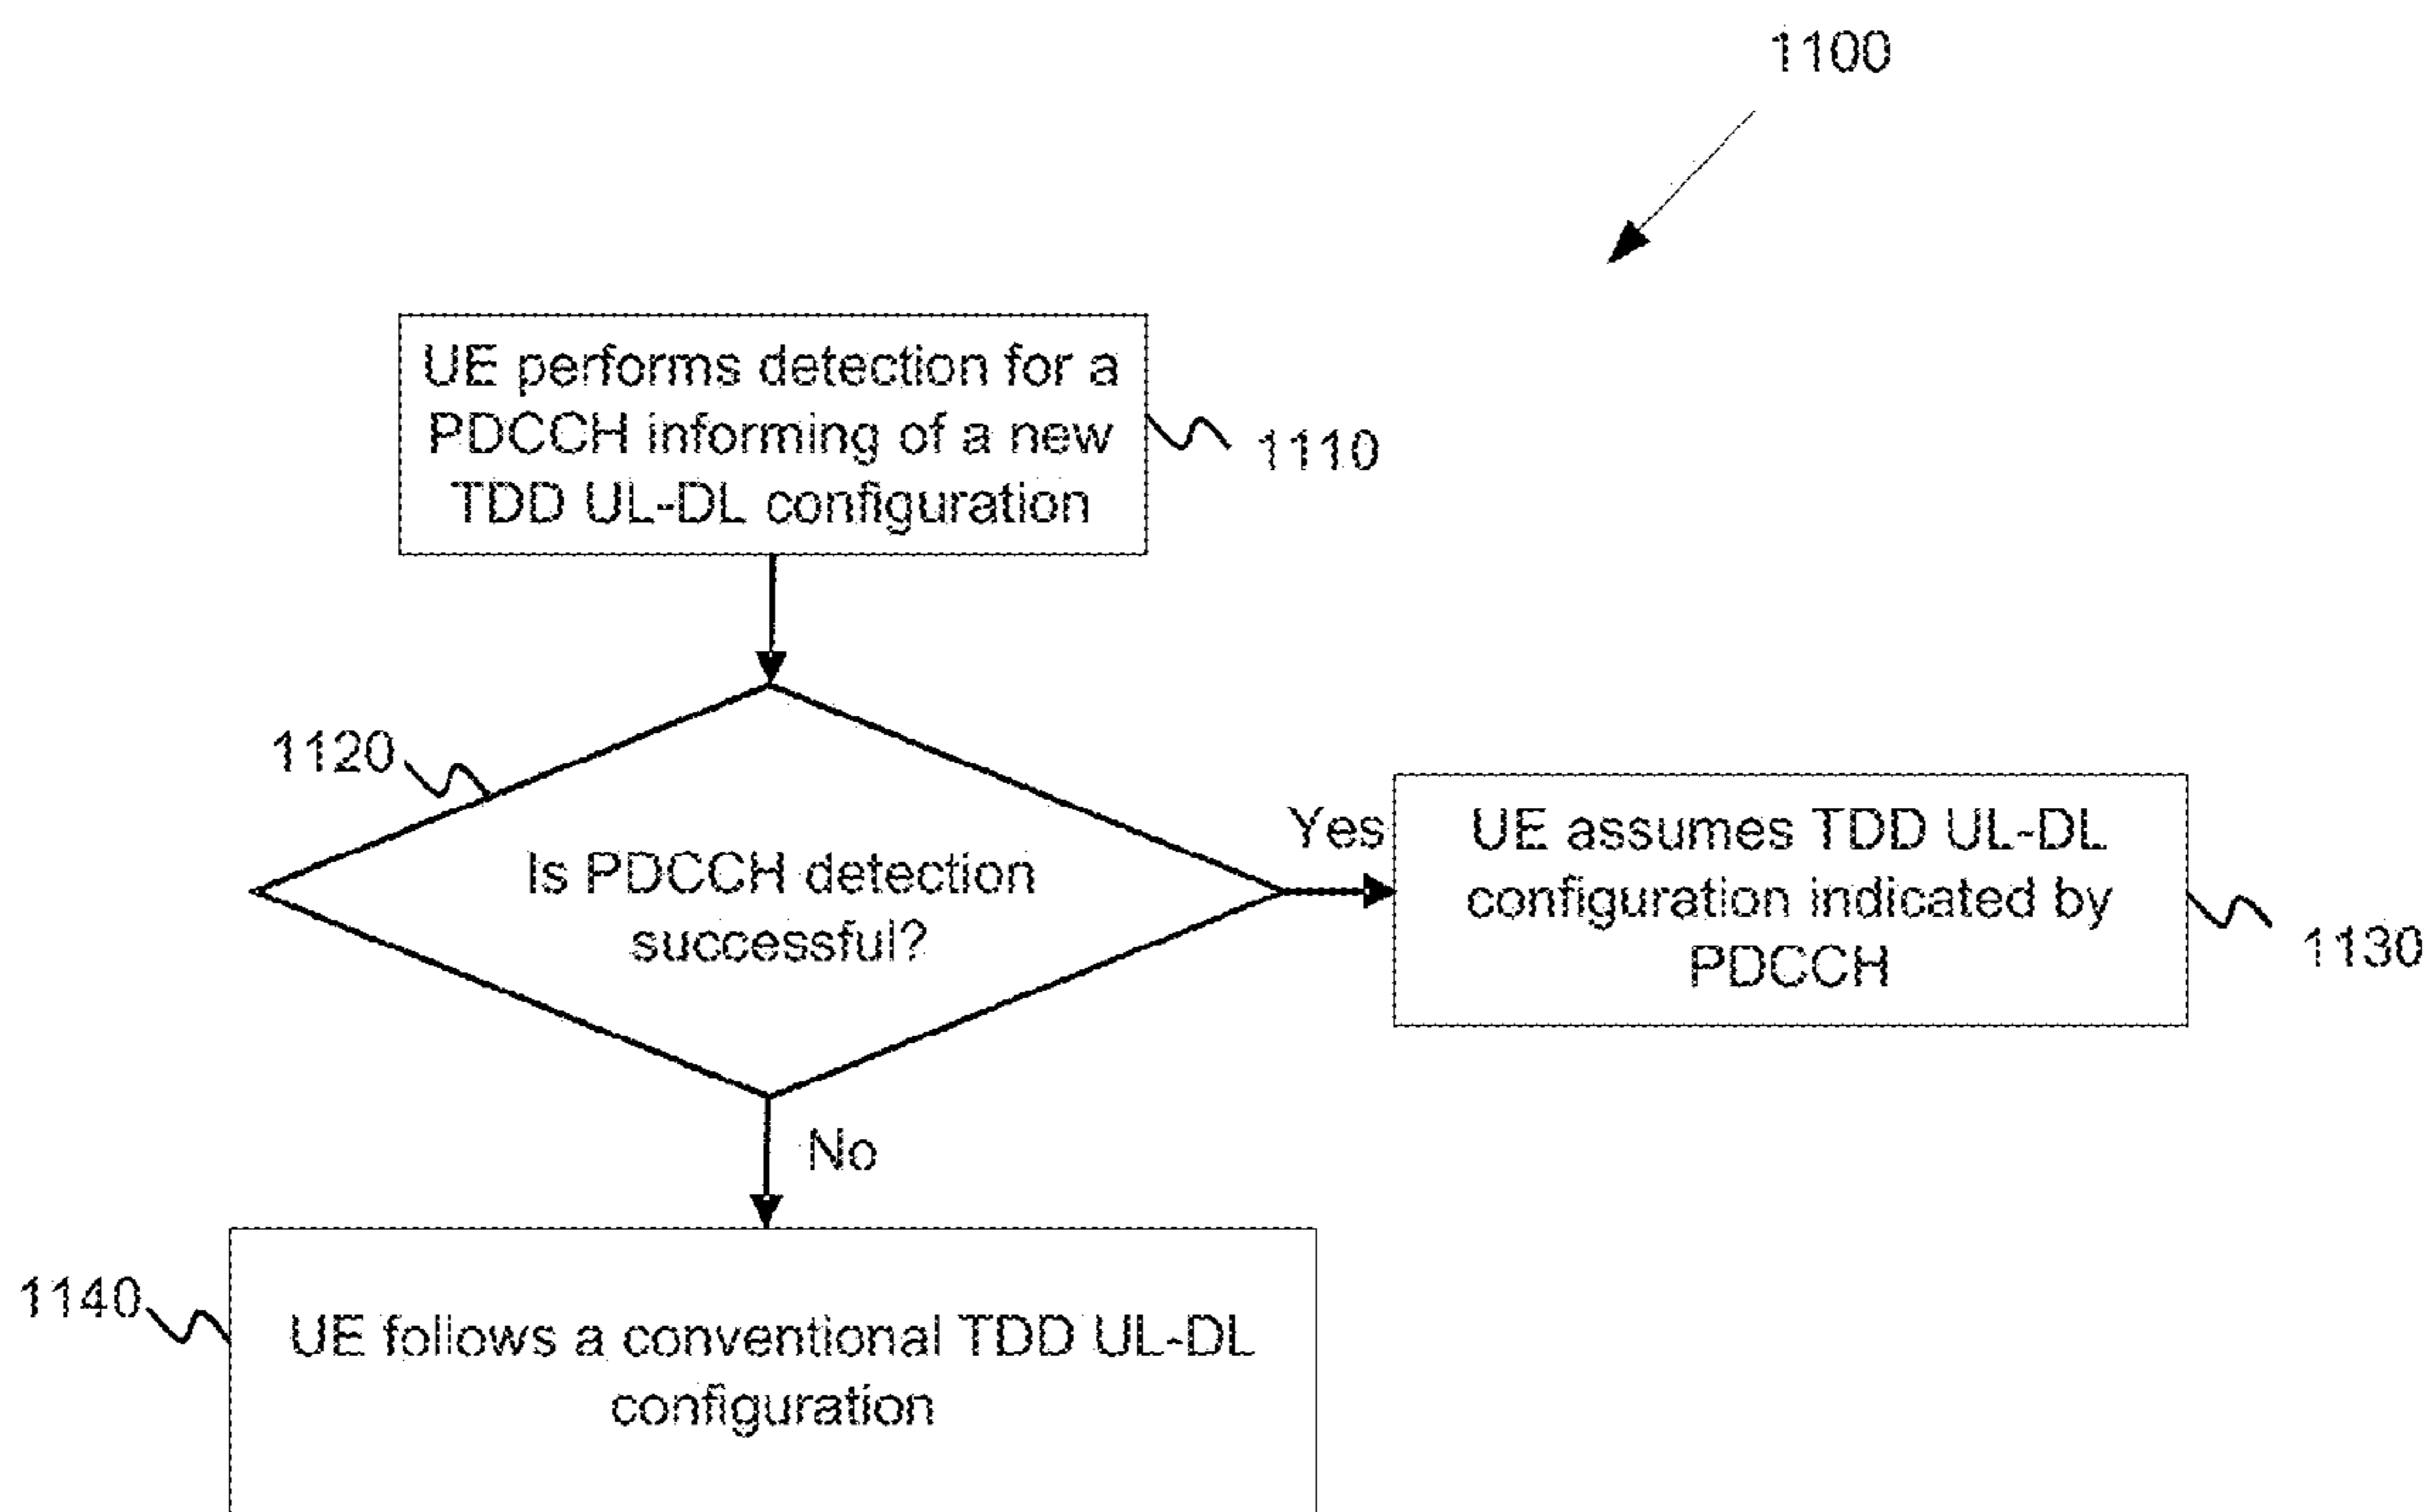 1100
UE performs detection for a
PDCCH informing of a new
TDD UL-DL configuration
1110
1120
Is PDCCH detection
successful?
Yes
UE assumes TDD UL-DL
configuration indicated by
PDCCH
1130
No
1140
UE follows a conventional TDD UL-DL
configuration